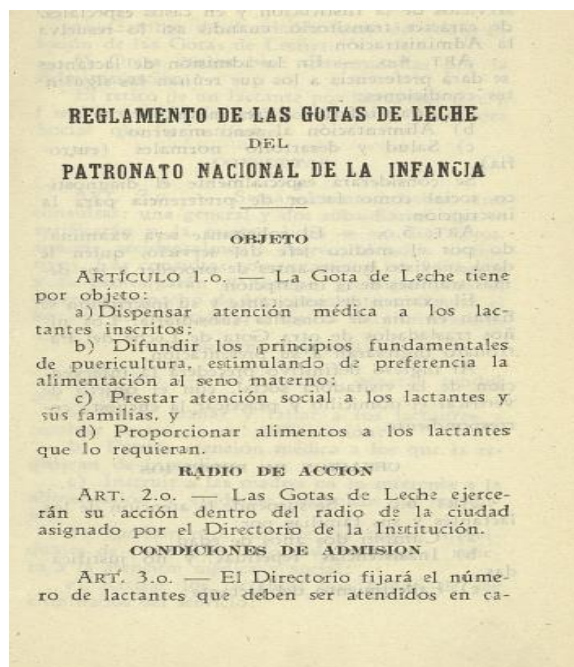 REGLAMENTO DE LAS GOTAS DE LECHE
DEL
PATRONATO NACIONAL DE LA INFANCIA
OBJETO
ARTÍCULO 1.o. — La Gota de Leche tiene
por objeto:
a) Dispensar atención médica a los lac-
tantes inscritos;
b) Difundir los principios fundamentales
de puericultura, estimulando de preferencia la
alimentación al seno materno;
c) Prestar atención social a los lactantes y
sus familias, y
d) Proporcionar alimentos a los lactantes
que lo requieran.
RADIO DE ACCION
ART. 2.o. — Las Gotas de Leche ejerce-
rán su acción dentro del radio de la ciudad
asignado por el Directorio de la Institución.
CONDICIONES DE ADMISION
ART. 3.o. — El Directorio fijará el núme-
ro de lactantes que deben ser atendidos en ca-